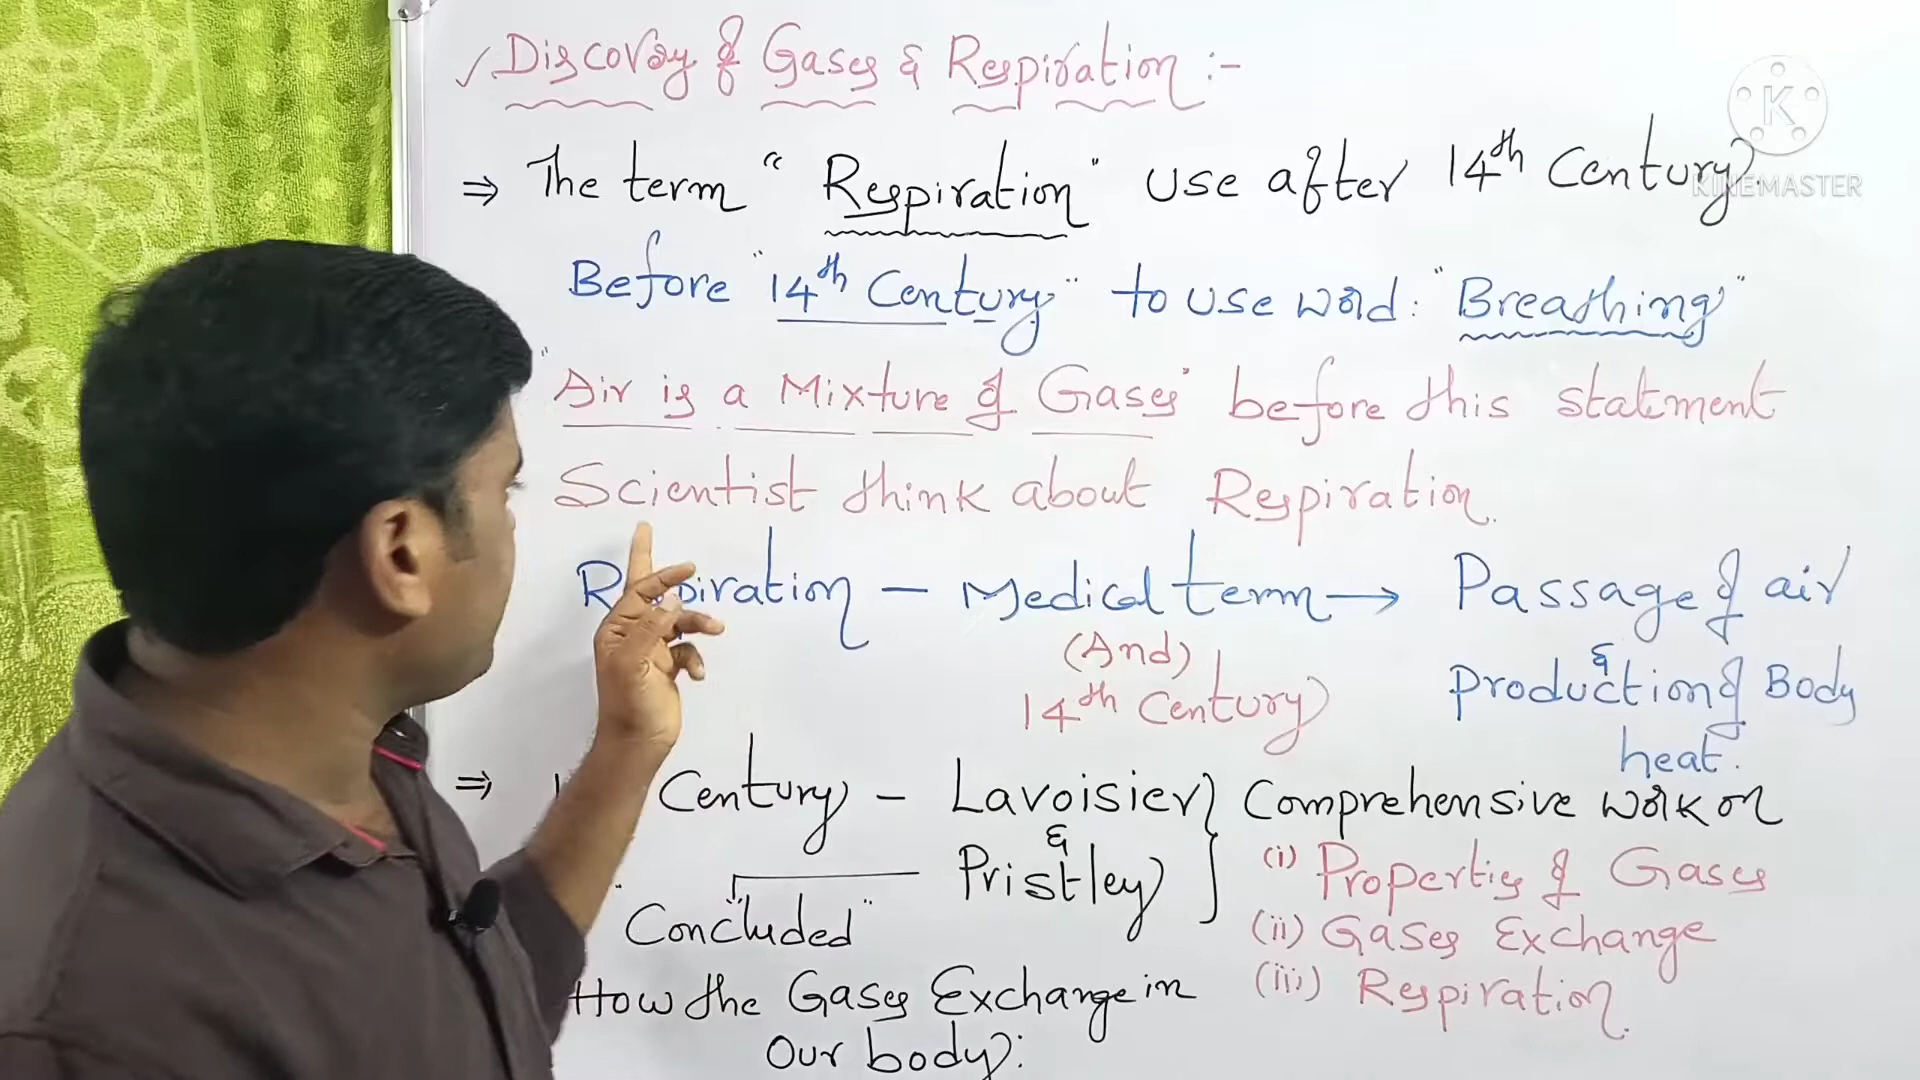 ✓ Discovery of Gases & Respiration :-
⇒ The term "Respiration" use after 14th Century.
Before "14th Century" to use word : "Breathing"
"Air is a Mixture of Gases" before this statement
Scientist think about Respiration.
Respiration – Medical term → Passage of air
(And) &
14th Century production of Body
heat.
⇒ Century – Lavoisier } Comprehensive work on
&
Pristley (i) Properties of Gases
"Concluded" (ii) Gases Exchange
How the Gases Exchange in (iii) Respiration.
Our body:
KINEMASTER